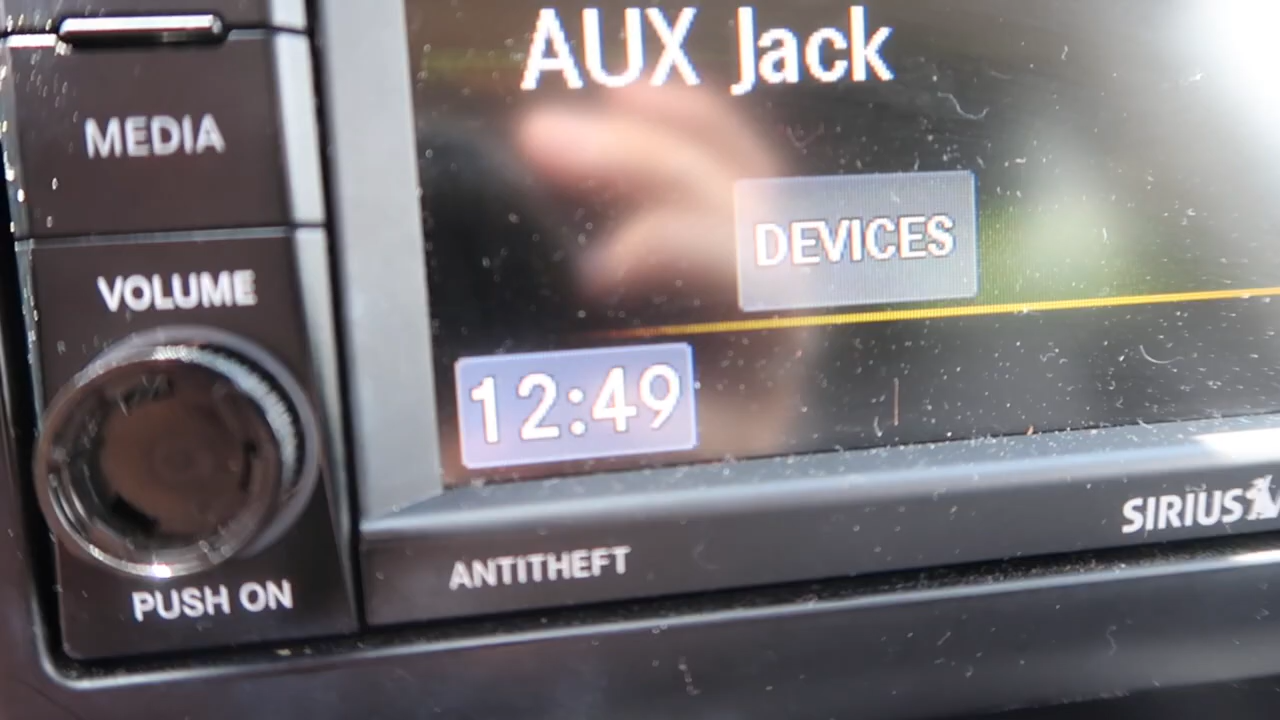 AUX Jack
MEDIA
DEVICES
VOLUME
12:49
SIRIUS
ANTITHEFT
PUSH ON